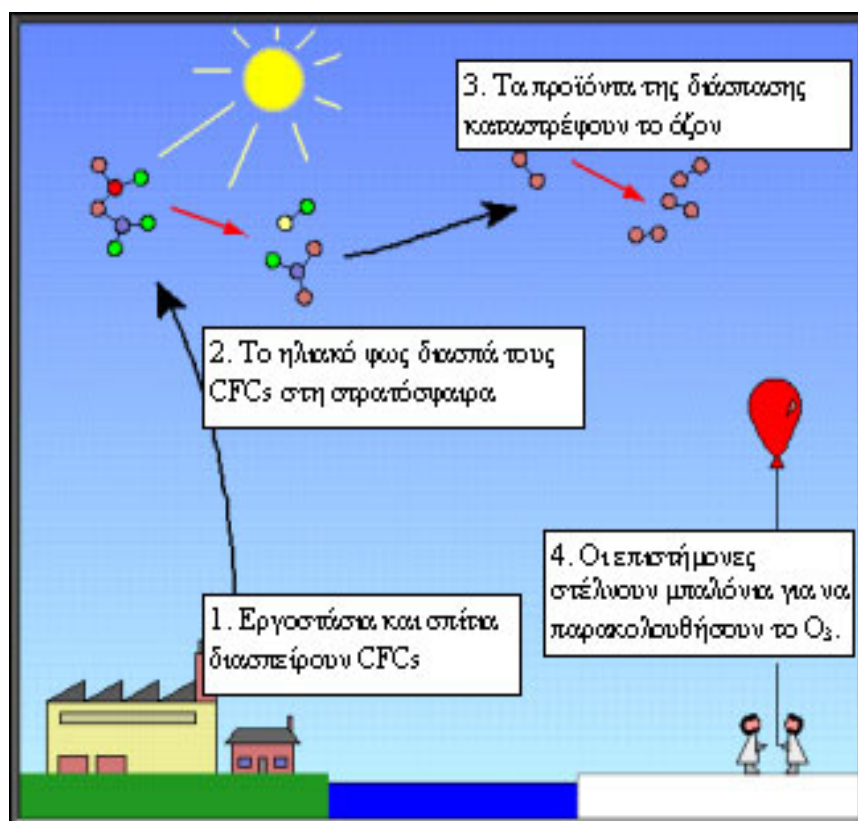 3. Τα προϊόντα της διάσπασης
καταστρέφουν το όζον
2. Το ηλιακό φως διασπά τους
CFCs στη στρατόσφαιρα
1. Εργοστάσια και σπίτια
διασπείρουν CFCs
4. Οι επιστήμονες
στέλνουν μπαλόνια για να
παρακολουθήσουν το O₃.